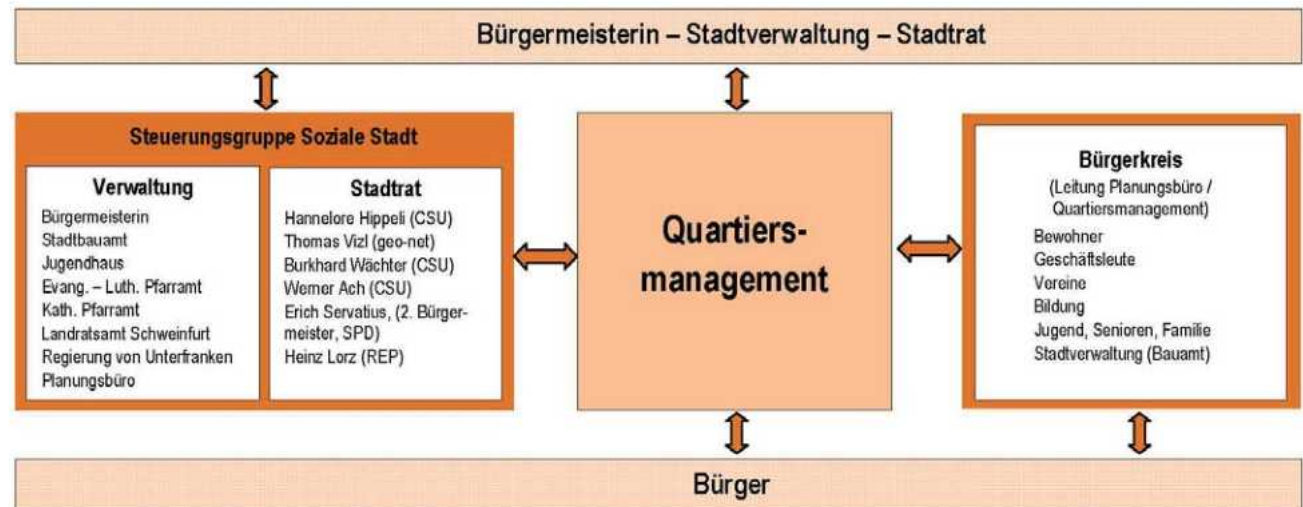 Bürgermeisterin – Stadtverwaltung – Stadtrat
Steuerungsgruppe Soziale Stadt
Verwaltung
Bürgermeisterin
Stadtbauamt
Jugendhaus
Evang. – Luth. Pfarramt
Kath. Pfarramt
Landratsamt Schweinfurt
Regierung von Unterfranken
Planungsbüro
Stadtrat
Hannelore Hippeli (CSU)
Thomas Vizl (geo-net)
Burkhard Wächter (CSU)
Werner Ach (CSU)
Erich Servatius, (2. Bürger-
meister, SPD)
Heinz Lorz (REP)
Quartiers-
management
Bürgerkreis
(Leitung Planungsbüro /
Quartiersmanagement)
Bewohner
Geschäftsleute
Vereine
Bildung
Jugend, Senioren, Familie
Stadtverwaltung (Bauamt)
Bürger